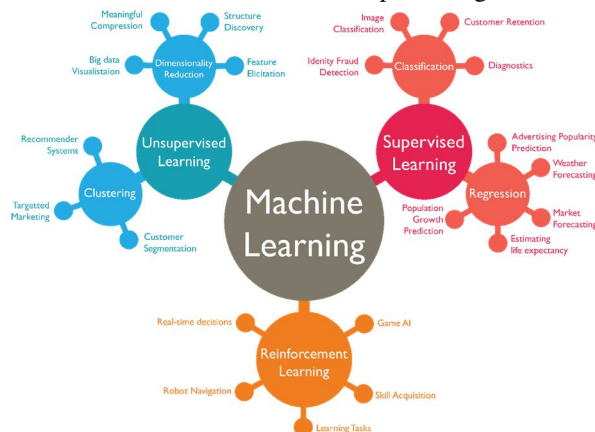 Meaningful
Compression
Structure
Discovery
Big data
Visualistaion
Dimensionality
Reduction
Feature
Elicitation
Unsupervised
Learning
Recommender
Systems
Clustering
Targetted
Marketing
Customer
Segmentation
Machine
Learning
Image
Classification
Customer Retention
Idenity Fraud
Detection
Classification
Diagnostics
Supervised
Learning
Advertising Popularity
Prediction
Weather
Forecasting
Regression
Population
Growth
Prediction
Market
Forecasting
Estimating
life expectancy
Real-time decisions
Game AI
Reinforcement
Learning
Robot Navigation
Skill Acquisition
Learning Tasks